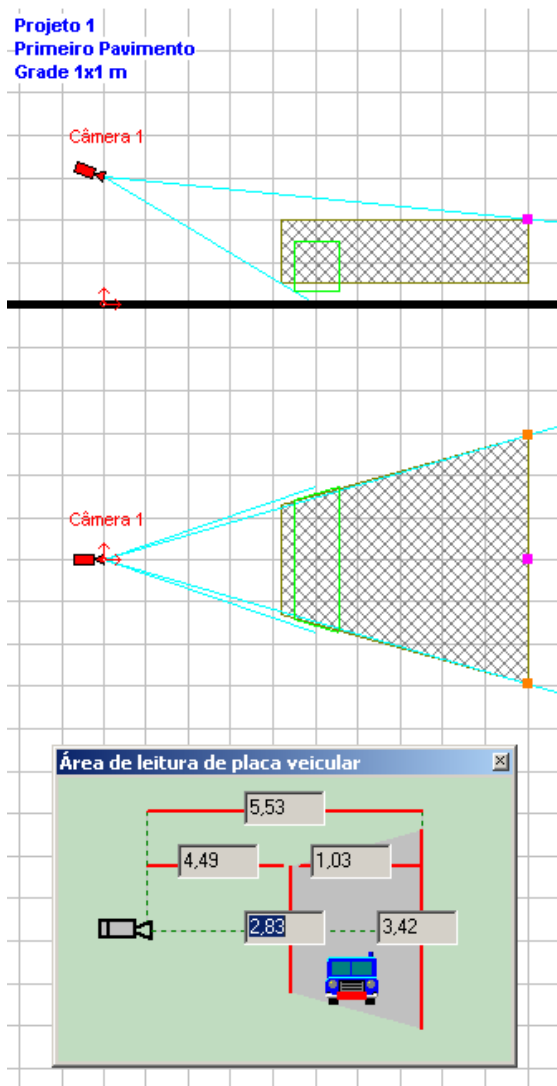 Projeto 1
Primeiro Pavimento
Grade 1x1 m
Câmera 1
Câmera 1
Área de leitura de placa veicular
5,53
4,49
1,03
2,83
3,42